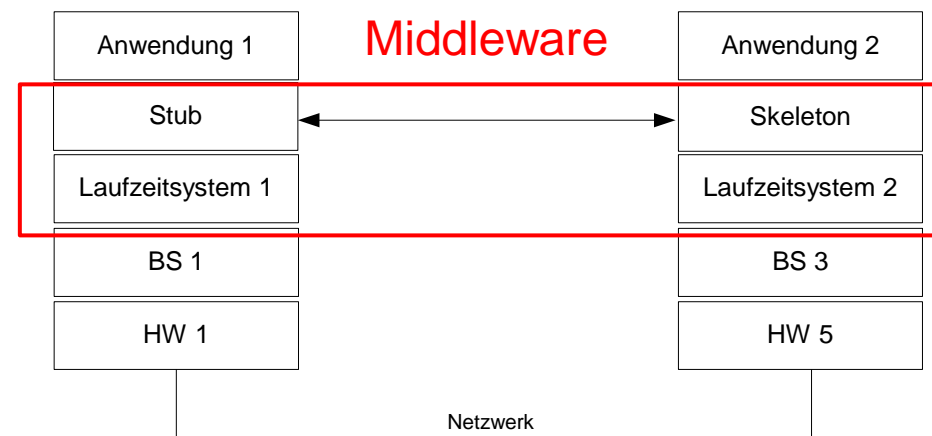 Anwendung 1
Middleware
Anwendung 2
Stub
Skeleton
Laufzeitsystem 1
Laufzeitsystem 2
BS 1
BS 3
HW 1
HW 5
Netzwerk